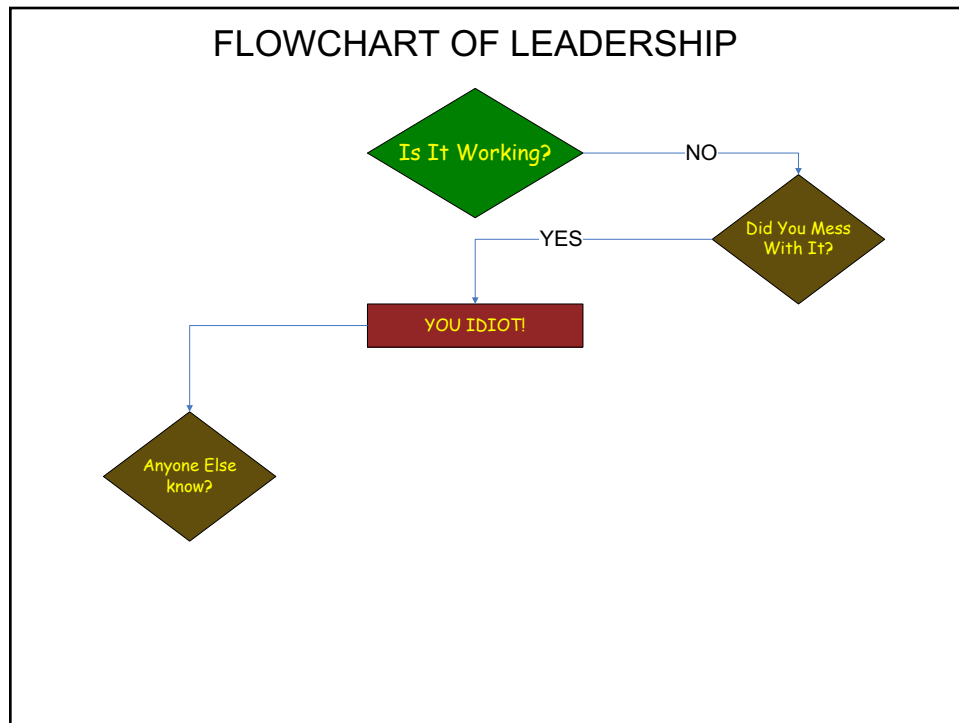 FLOWCHART OF LEADERSHIP
Is It Working?
NO
Did You Mess
With It?
YES
YOU IDIOT!
Anyone Else
know?